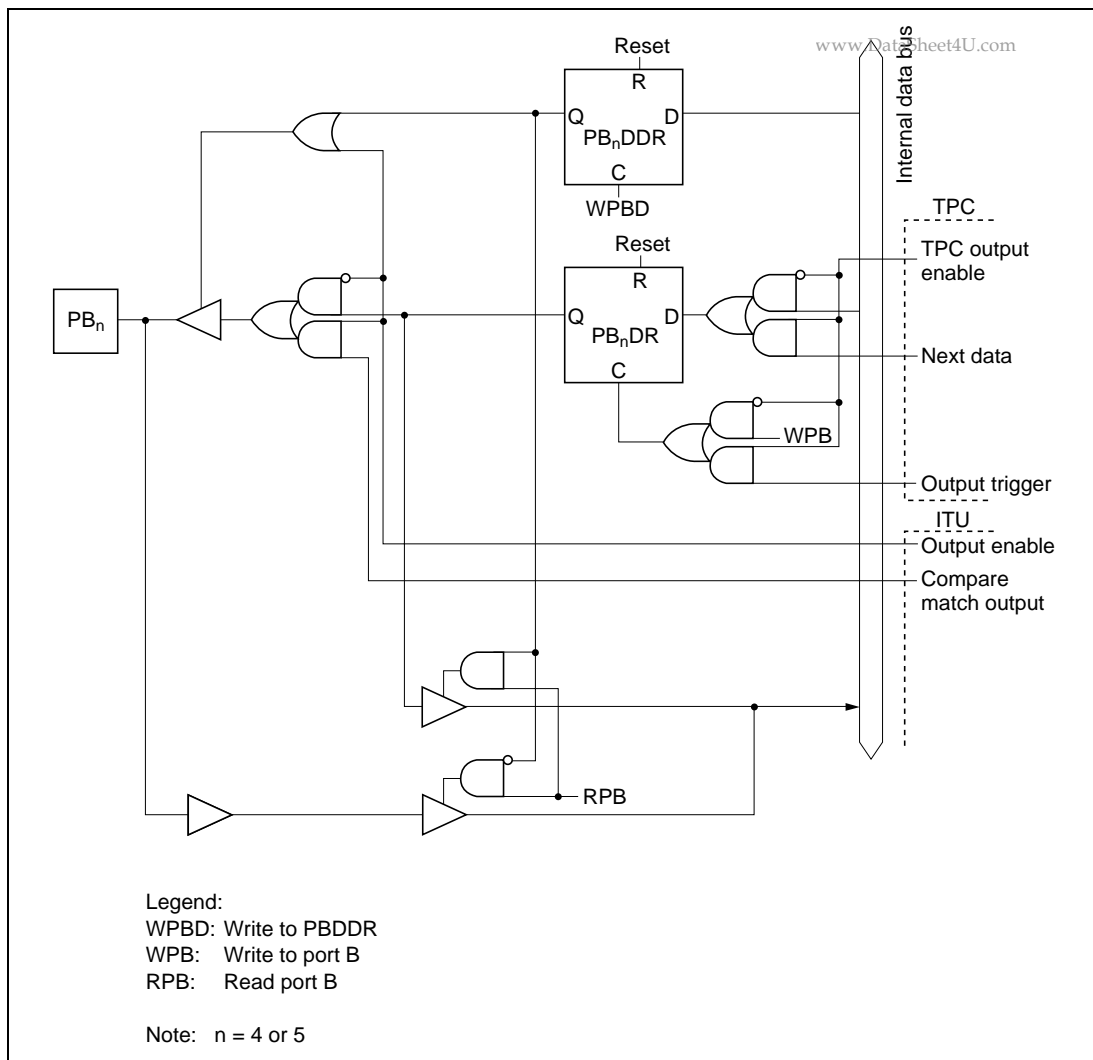 www.DataSheet4U.com
Internal data bus
Reset
R
Q
D
PBnDDR
C
WPBD
TPC
TPC output
enable
Reset
R
Q
D
PBnDR
C
PBn
Next data
WPB
Output trigger
ITU
Output enable
Compare
match output
RPB
Legend:
WPBD: Write to PBDDR
WPB: Write to port B
RPB: Read port B
Note: n = 4 or 5